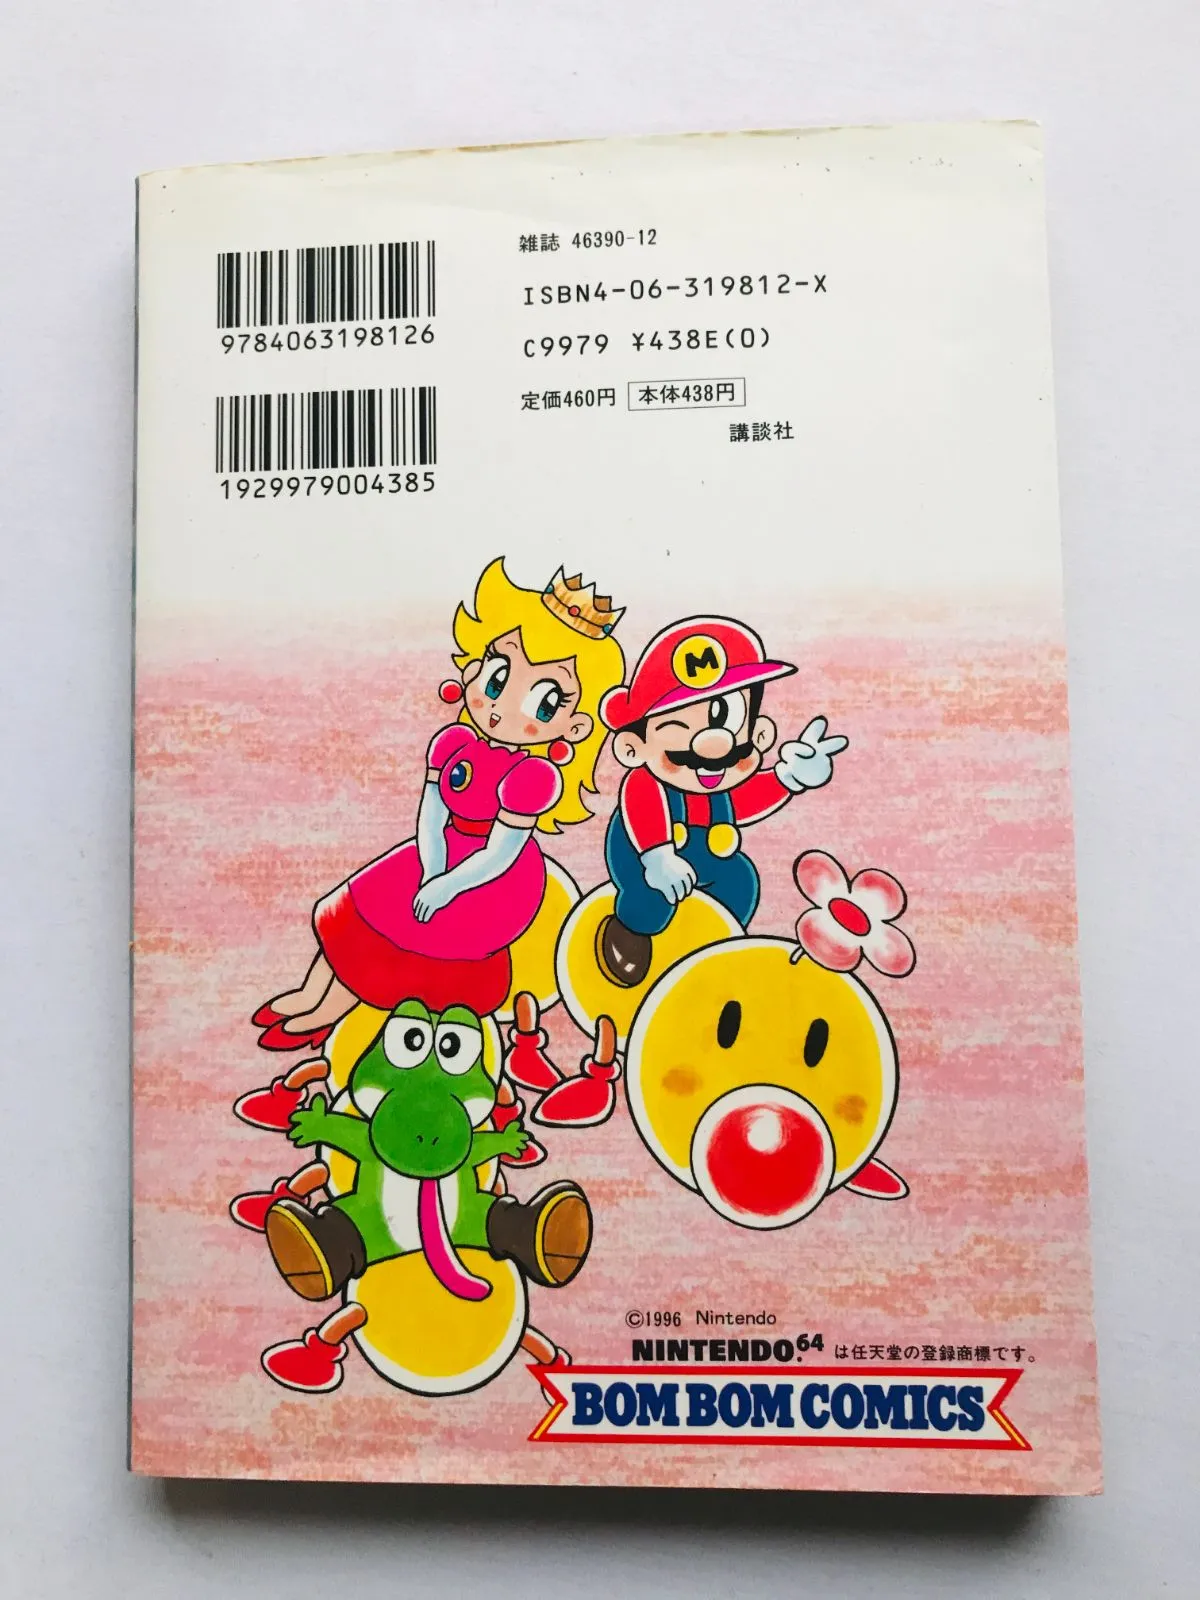 雑誌 46390-12
ISBN4-06-319812-X
C9979 ¥438E(0)
定価460円 本体438円
講談社
9784063198126
1929979004385
M
©1996 Nintendo
NINTENDO64 は任天堂の登録商標です。
BOM BOM COMICS